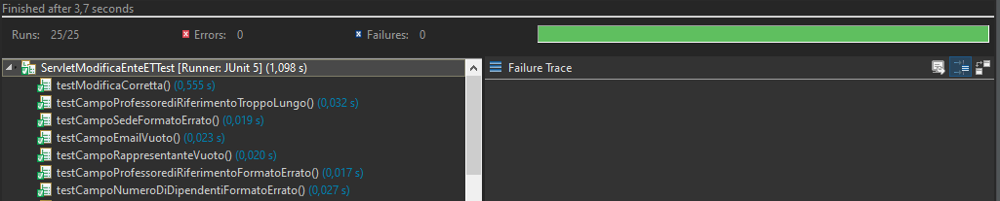 Finished after 3,7 seconds
Runs: 25/25 Errors: 0 Failures: 0
ServletModificaEnteETTest [Runner: JUnit 5] (1,098 s)
Failure Trace
testModificaCorretta() (0,555 s)
testCampoProfessorediRiferimentoTroppoLungo() (0,032 s)
testCampoSedeFormatoErrato() (0,019 s)
testCampoEmailVuoto() (0,023 s)
testCampoRappresentanteVuoto() (0,020 s)
testCampoProfessorediRiferimentoFormatoErrato() (0,017 s)
testCampoNumeroDiDipendentiFormatoErrato() (0,027 s)